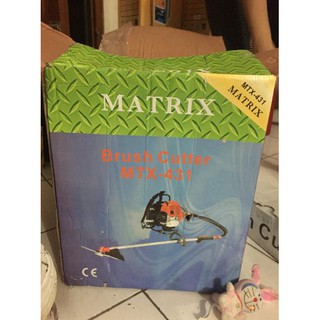 MATRIX
MTX-431
MATRIX
Brush Cutter
MTX-431
CE